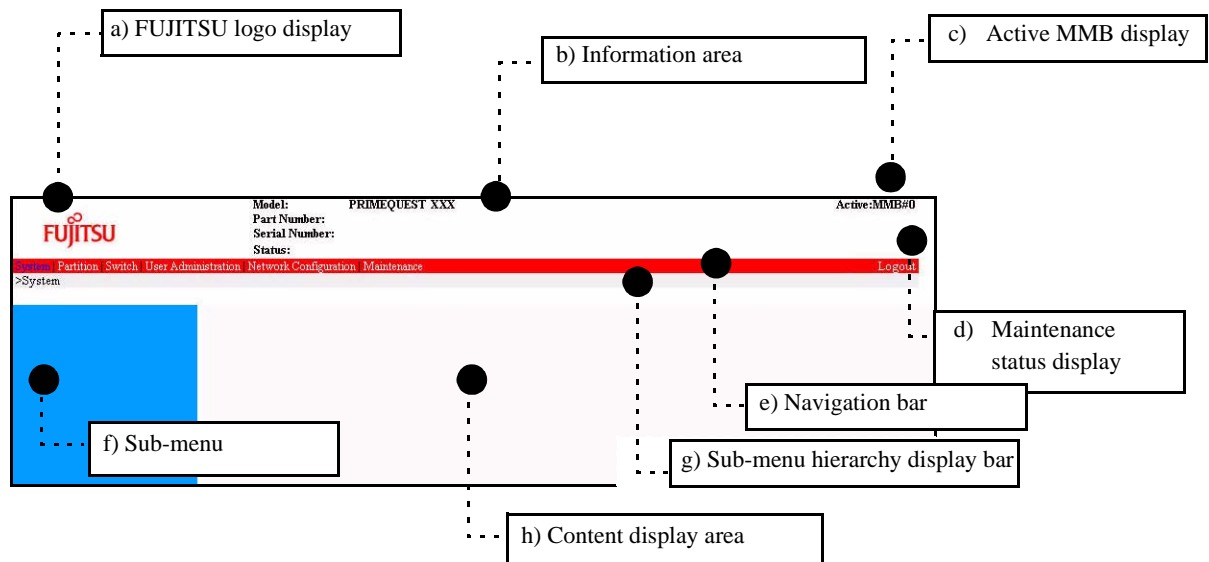 a) FUJITSU logo display
b) Information area
c) Active MMB display
Model: PRIMEQUEST XXX
Active:MMB#0
Part Number:
FUJITSU
Serial Number:
Status:
System | Partition | Switch | User Administration | Network Configuration | Maintenance
Logout
>System
d) Maintenance
status display
e) Navigation bar
f) Sub-menu
g) Sub-menu hierarchy display bar
h) Content display area